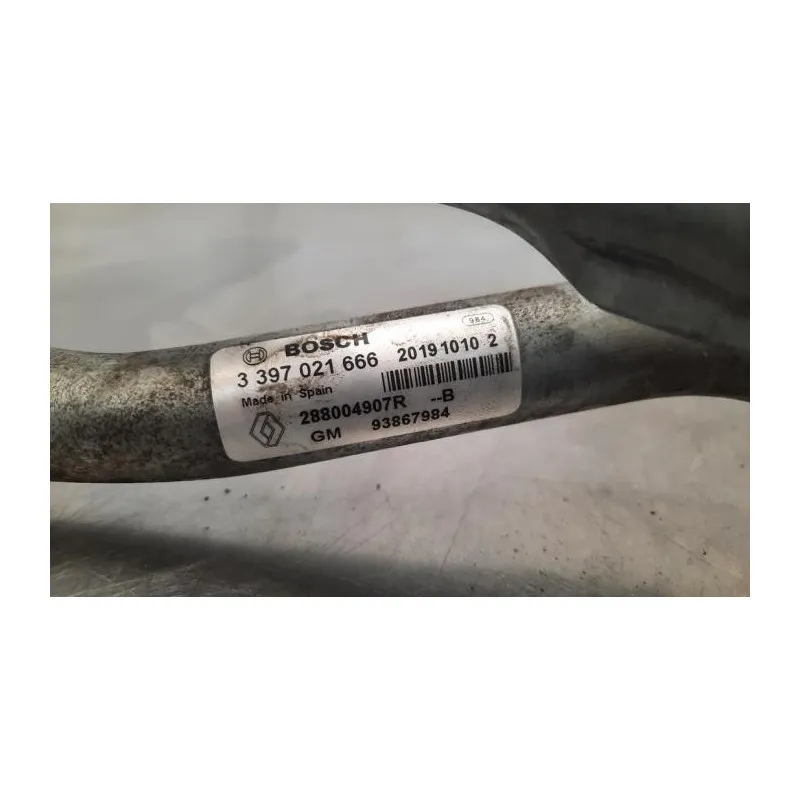 984
BOSCH
3 397 021 666 20191010 2
Made in Spain
288004907R --B
GM 93867984